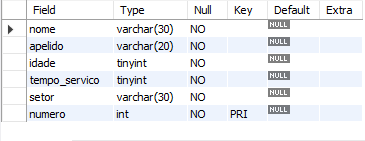 Field Type Null Key Default Extra
nome varchar(30) NO NULL
apelido varchar(20) NO NULL
idade tinyint NO NULL
tempo_servico tinyint NO NULL
setor varchar(30) NO NULL
numero int NO PRI NULL